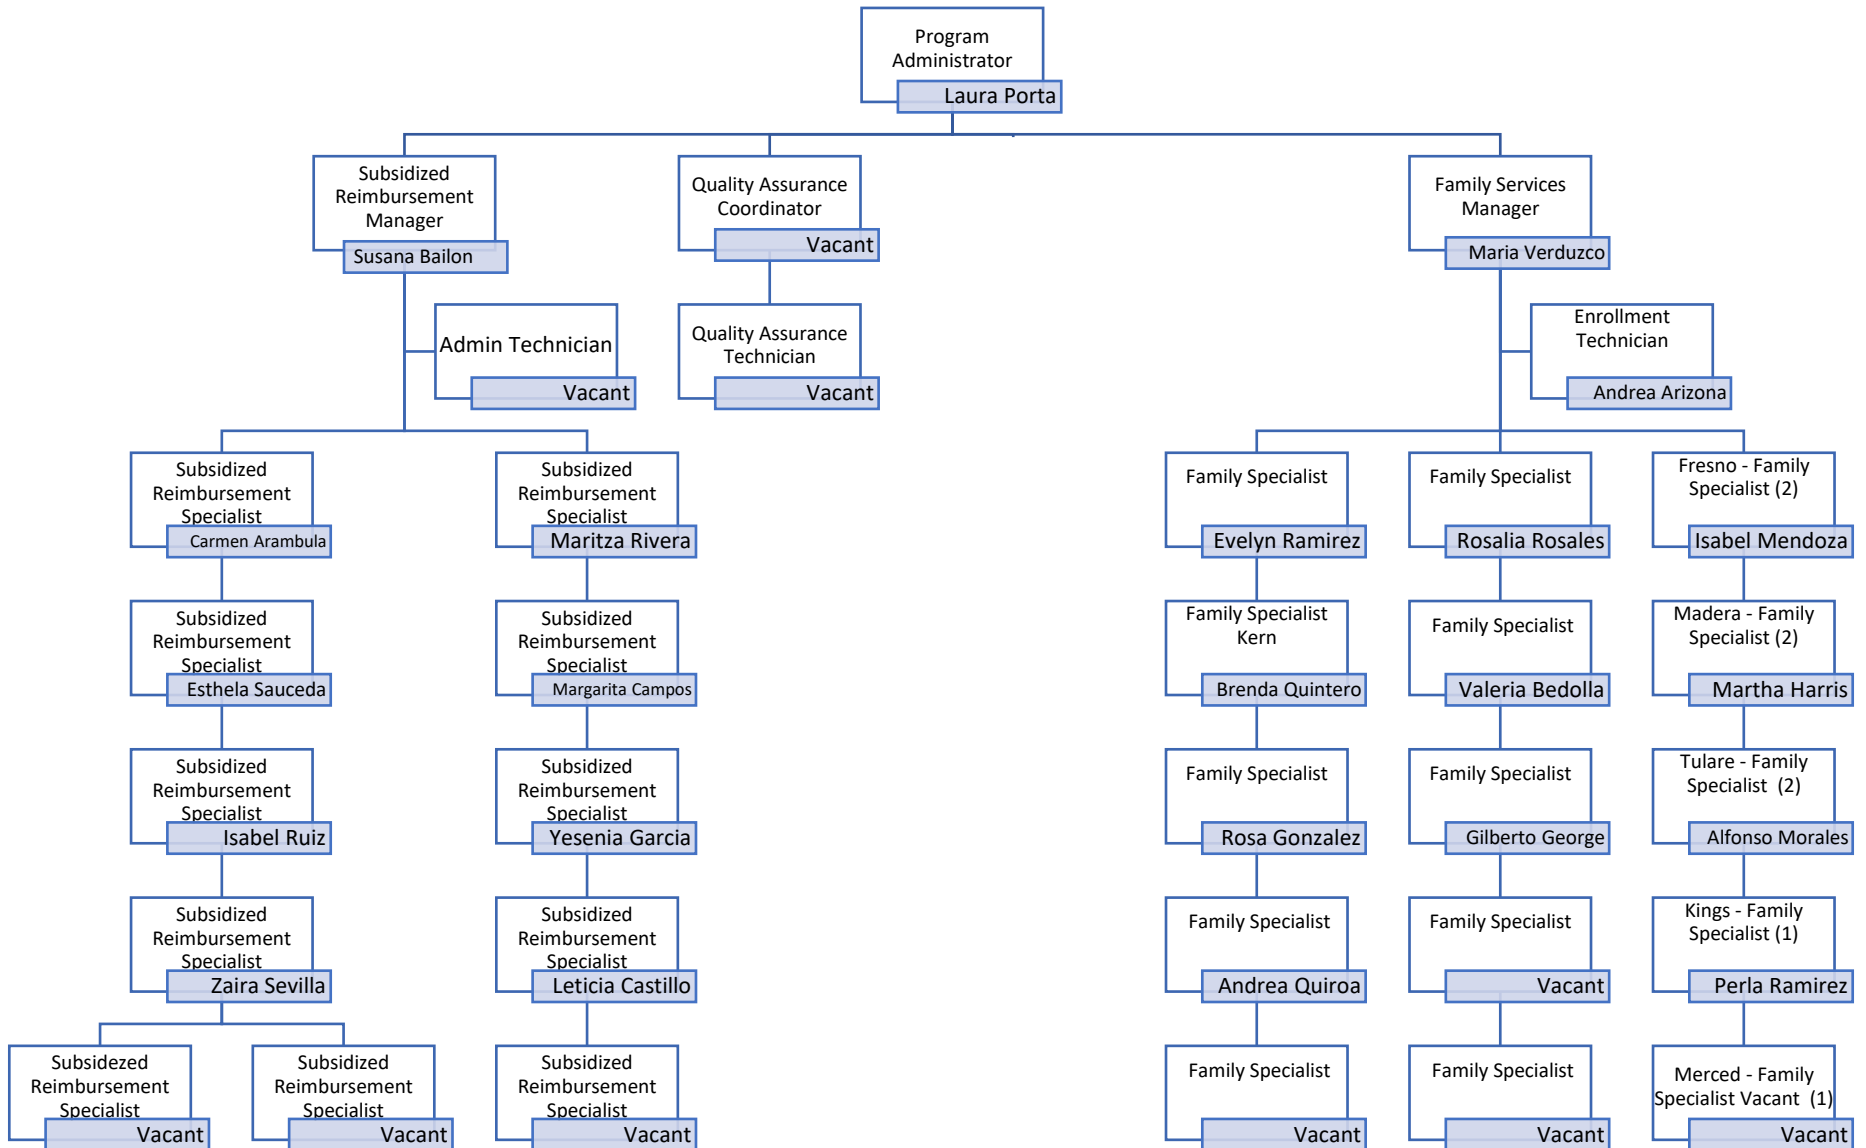 Program
Administrator
Laura Porta
Subsidized
Reimbursement
Manager
Susana Bailon
Quality Assurance
Coordinator
Vacant
Family Services
Manager
Maria Verduzco
Admin Technician
Vacant
Quality Assurance
Technician
Vacant
Enrollment
Technician
Andrea Arizona
Subsidized
Reimbursement
Specialist
Carmen Arambula
Subsidized
Reimbursement
Specialist
Maritza Rivera
Family Specialist
Evelyn Ramirez
Family Specialist
Rosalia Rosales
Fresno - Family
Specialist (2)
Isabel Mendoza
Subsidized
Reimbursement
Specialist
Esthela Sauceda
Subsidized
Reimbursement
Specialist
Margarita Campos
Family Specialist
Kern
Brenda Quintero
Family Specialist
Valeria Bedolla
Madera - Family
Specialist (2)
Martha Harris
Subsidized
Reimbursement
Specialist
Isabel Ruiz
Subsidized
Reimbursement
Specialist
Yesenia Garcia
Family Specialist
Rosa Gonzalez
Family Specialist
Gilberto George
Tulare - Family
Specialist (2)
Alfonso Morales
Subsidized
Reimbursement
Specialist
Zaira Sevilla
Subsidized
Reimbursement
Specialist
Leticia Castillo
Family Specialist
Andrea Quiroa
Family Specialist
Vacant
Kings - Family
Specialist (1)
Perla Ramirez
Subsidezed
Reimbursement
Specialist
Vacant
Subsidized
Reimbursement
Specialist
Vacant
Subsidized
Reimbursement
Specialist
Vacant
Family Specialist
Vacant
Family Specialist
Vacant
Merced - Family
Specialist Vacant (1)
Vacant